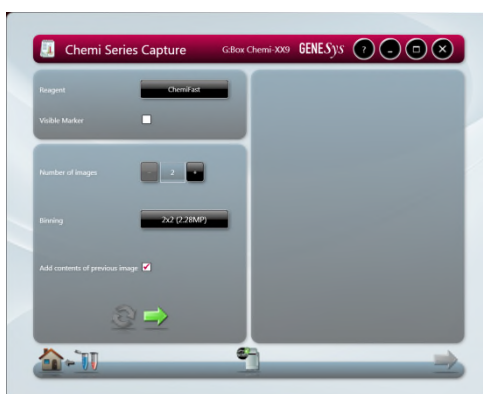 Chemi Series Capture G:Box Chemi-XX9 GENESys ?
Reagent ChemiFast
Visible Marker
Number of images - 2 +
Binning 2x2 (2.28MP)
Add contents of previous image